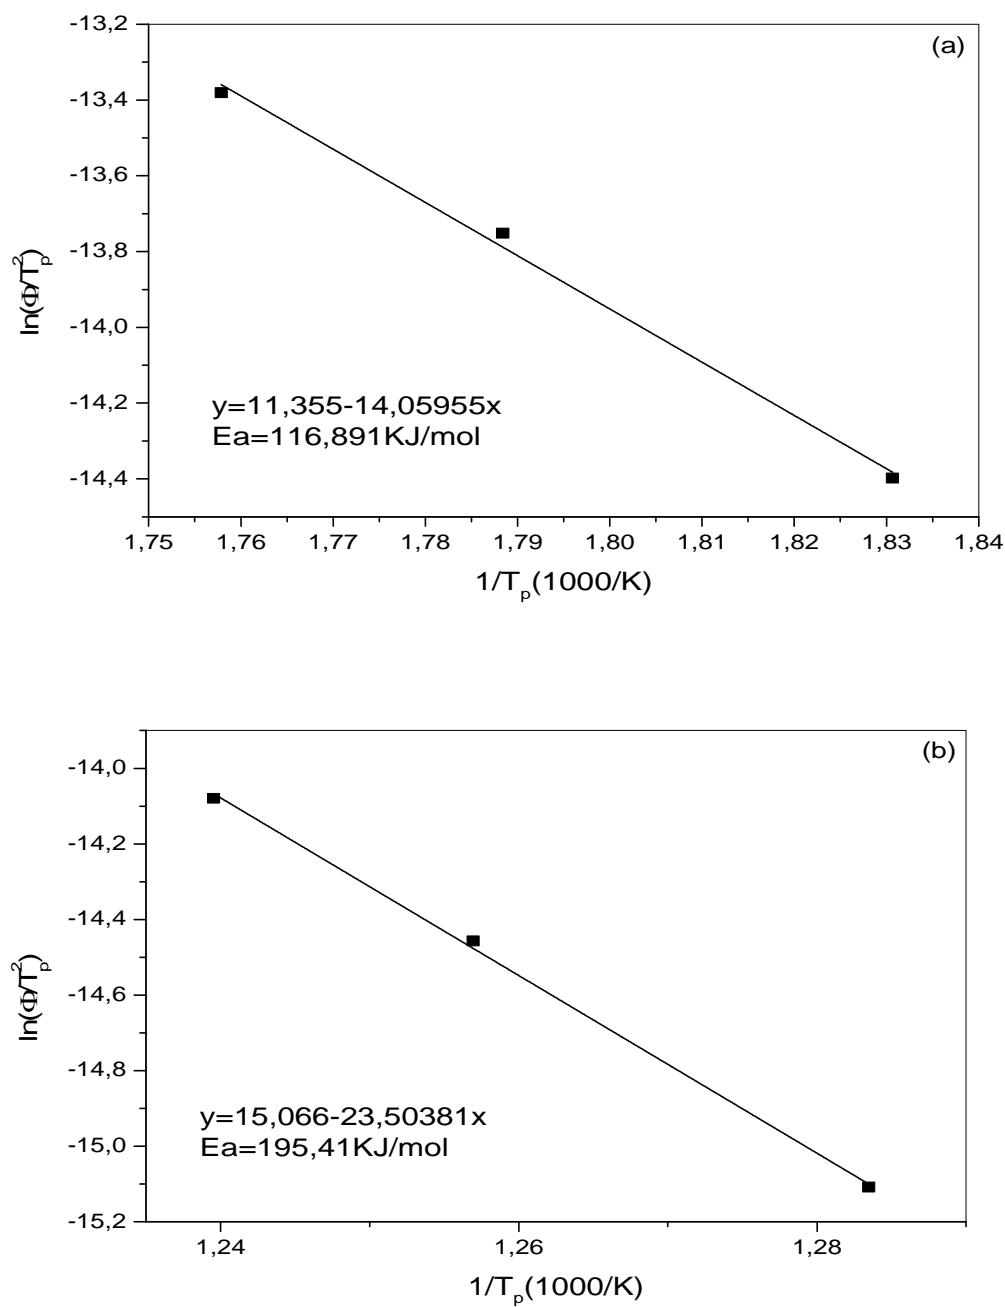 (a)
-13,2
-13,4
-13,6
-13,8
-14,0
-14,2
-14,4
ln(Φ/T_p^2)
y=11,355-14,05955x
Ea=116,891KJ/mol
1,75 1,76 1,77 1,78 1,79 1,80 1,81 1,82 1,83 1,84
1/T_p(1000/K)
(b)
-14,0
-14,2
-14,4
-14,6
-14,8
-15,0
-15,2
ln(Φ/T_p^2)
y=15,066-23,50381x
Ea=195,41KJ/mol
1,24 1,26 1,28
1/T_p(1000/K)